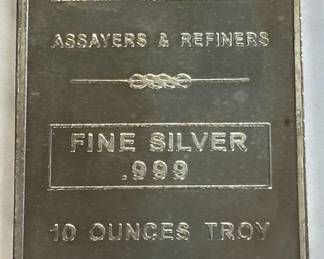 ASSAYERS & REFINERS
FINE SILVER
.999
10 OUNCES TROY